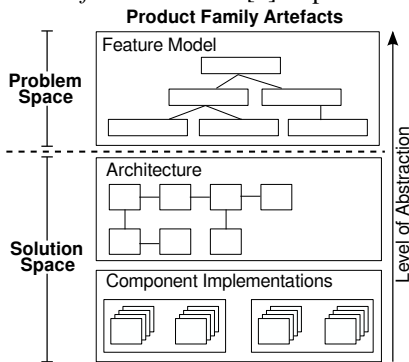 Product Family Artefacts
Feature Model
Problem
Space
Architecture
Solution
Space
Component Implementations
Level of Abstraction